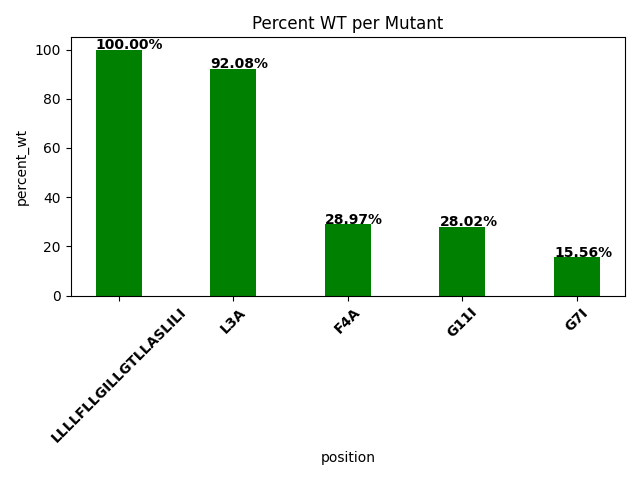 Percent WT per Mutant
percent_wt
100
80
60
40
20
0
100.00%
92.08%
28.97%
28.02%
15.56%
LLLLFLLGILLGTLLASLILI
L3A
F4A
G11I
G7I
position